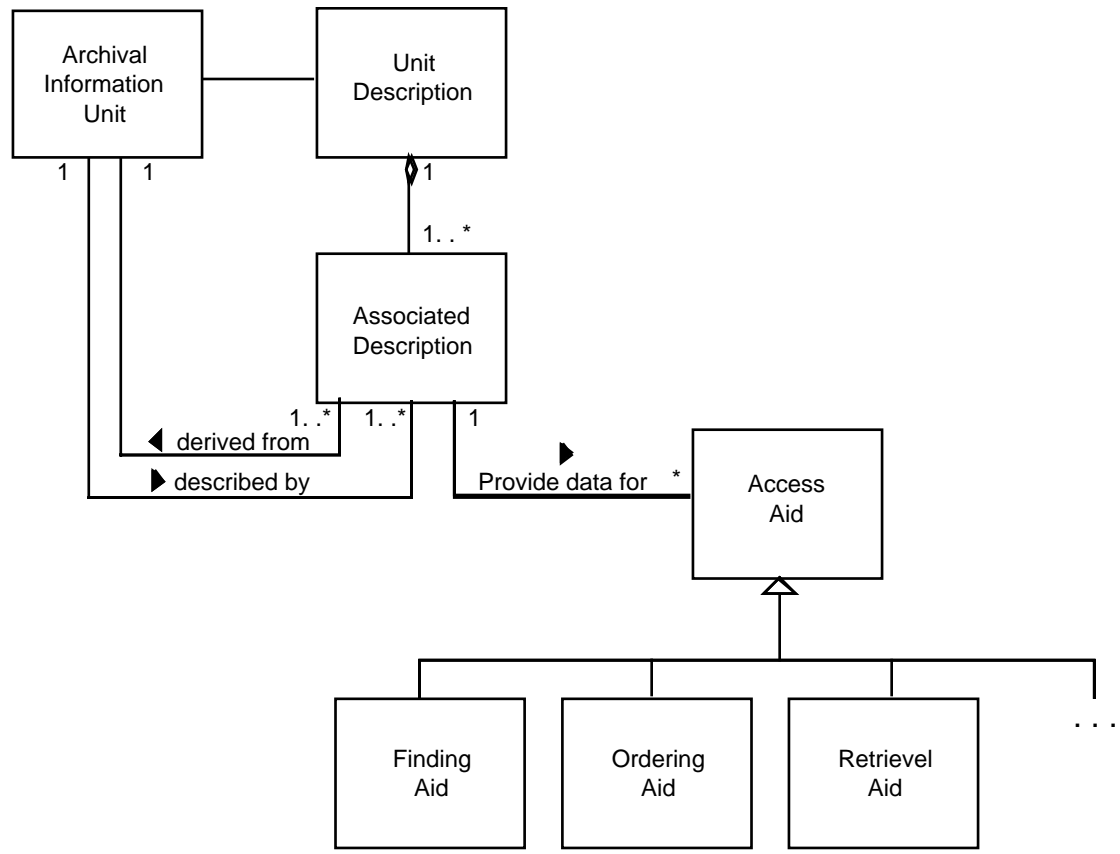 Archival
Information
Unit
Unit
Description
1
1
1
1. . *
Associated
Description
1. .*
1. .*
1
derived from
described by
Provide data for
*
Access
Aid
Finding
Aid
Ordering
Aid
Retrievel
Aid
. . .